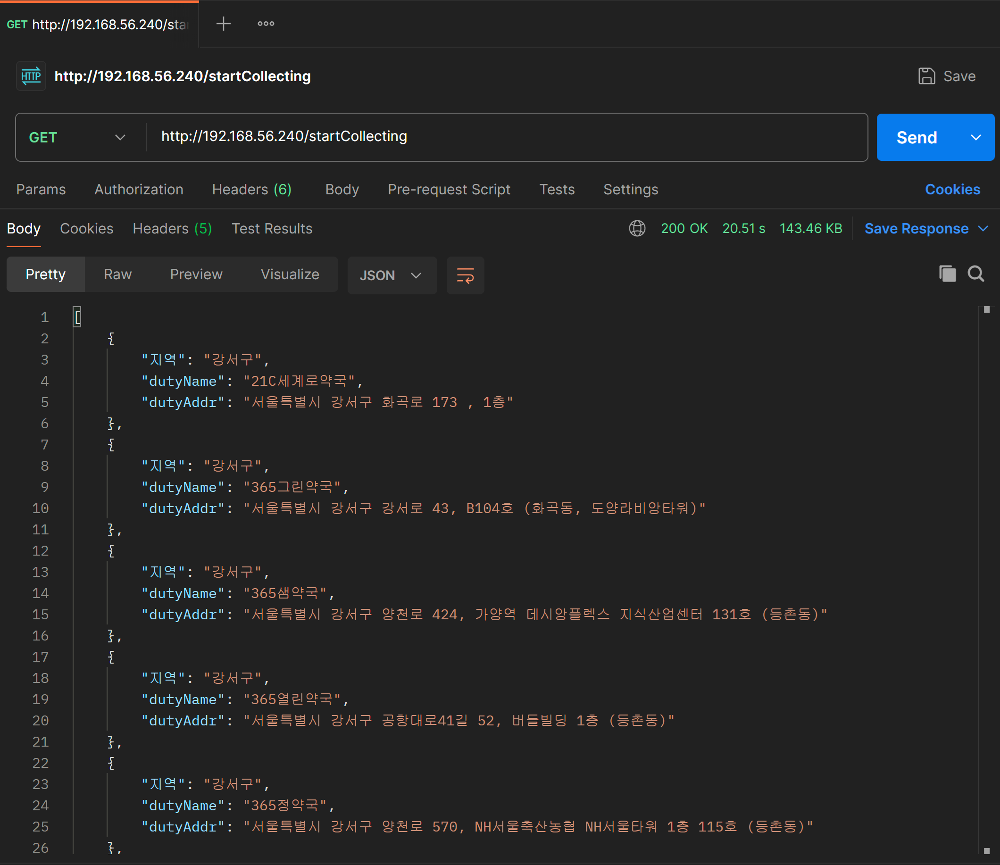 GET http://192.168.56.240/sta
HTTP http://192.168.56.240/startCollecting Save
GET http://192.168.56.240/startCollecting Send
Params Authorization Headers (6) Body Pre-request Script Tests Settings Cookies
Body Cookies Headers (5) Test Results 200 OK 20.51 s 143.46 KB Save Response
Pretty Raw Preview Visualize JSON
1 [
2 {
3 "지역": "강서구",
4 "dutyName": "21C세계로약국",
5 "dutyAddr": "서울특별시 강서구 화곡로 173 , 1층"
6 },
7 {
8 "지역": "강서구",
9 "dutyName": "365그린약국",
10 "dutyAddr": "서울특별시 강서구 강서로 43, B104호 (화곡동, 도양라비앙타워)"
11 },
12 {
13 "지역": "강서구",
14 "dutyName": "365샘약국",
15 "dutyAddr": "서울특별시 강서구 양천로 424, 가양역 데시앙플렉스 지식산업센터 131호 (등촌동)"
16 },
17 {
18 "지역": "강서구",
19 "dutyName": "365열린약국",
20 "dutyAddr": "서울특별시 강서구 공항대로41길 52, 버들빌딩 1층 (등촌동)"
21 },
22 {
23 "지역": "강서구",
24 "dutyName": "365정약국",
25 "dutyAddr": "서울특별시 강서구 양천로 570, NH서울축산농협 NH서울타워 1층 115호 (등촌동)"
26 },